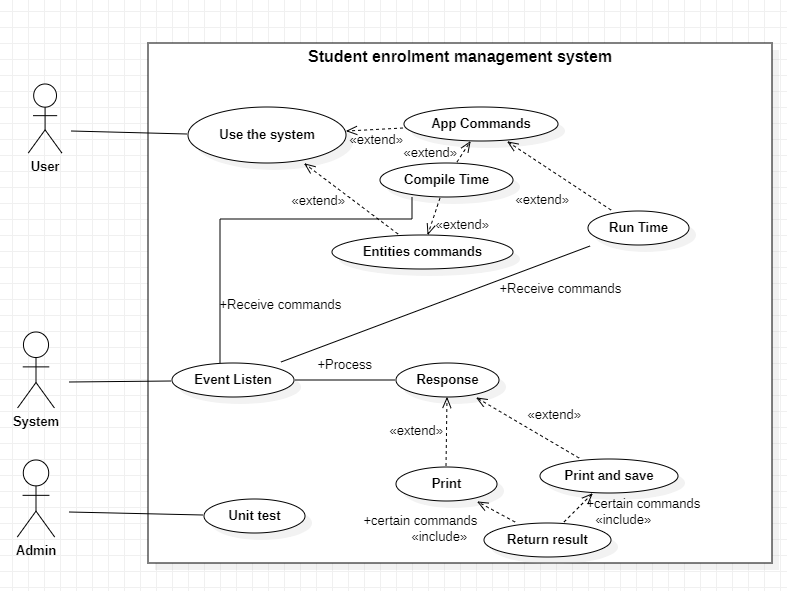 Student enrolment management system
User
Use the system
«extend»
App Commands
«extend»
Compile Time
«extend»
«extend»
«extend»
Run Time
Entities commands
+Receive commands
+Receive commands
System
Event Listen
+Process
Response
«extend»
«extend»
Admin
Unit test
Print
Print and save
+certain commands
«include»
+certain commands
«include»
Return result